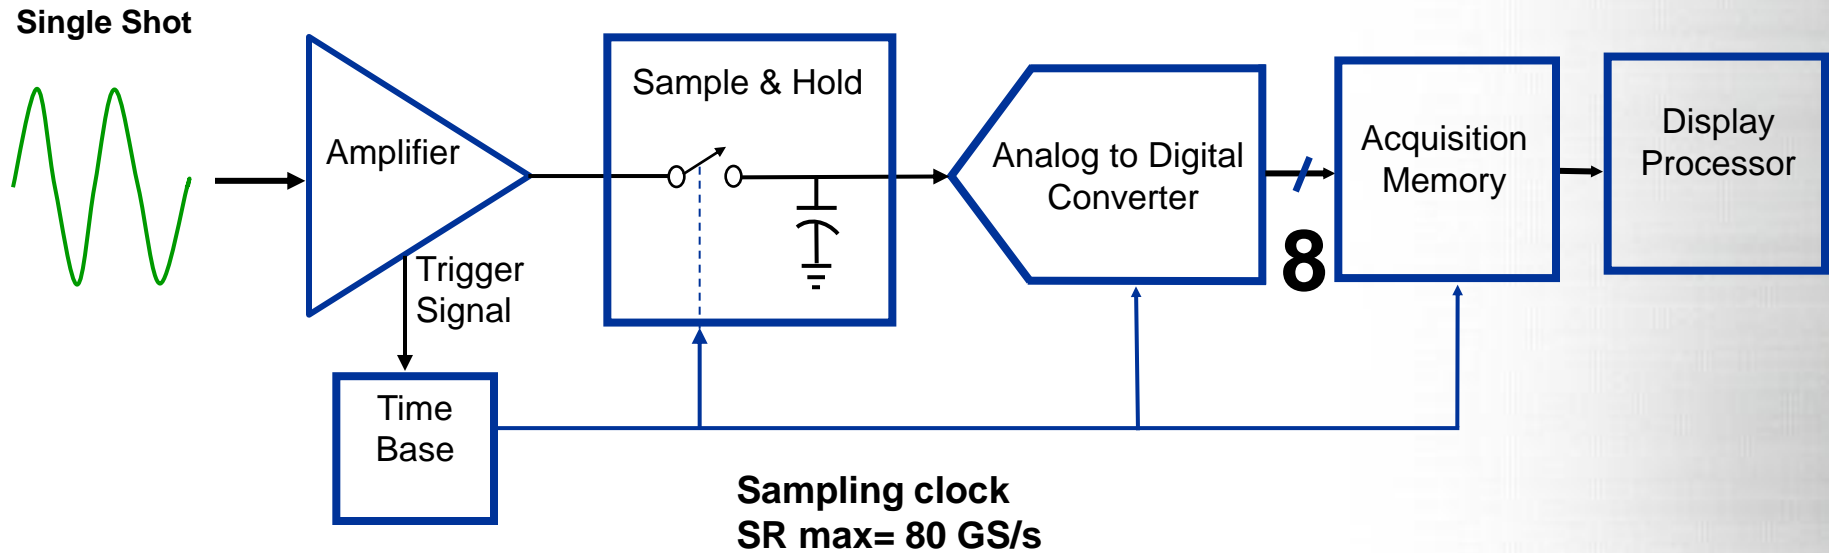 Single Shot
Amplifier
Sample & Hold
Analog to Digital
Converter
8
Acquisition
Memory
Display
Processor
Trigger
Signal
Time
Base
Sampling clock
SR max= 80 GS/s